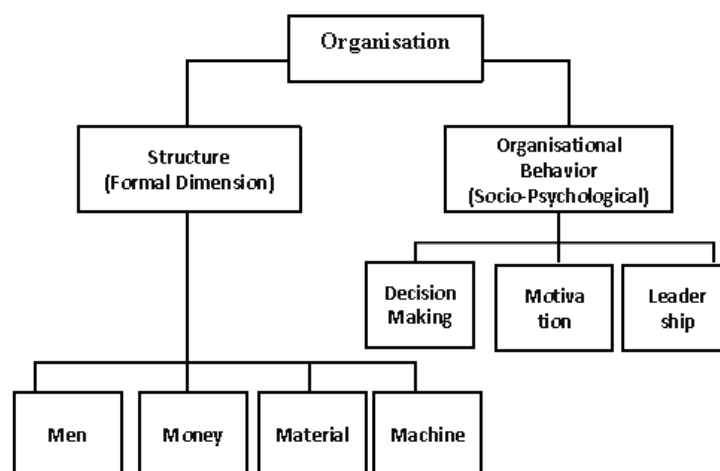 Organisation
Structure
(Formal Dimension)
Organisational
Behavior
(Socio-Psychological)
Decision
Making
Motiva
tion
Leader
ship
Men
Money
Material
Machine